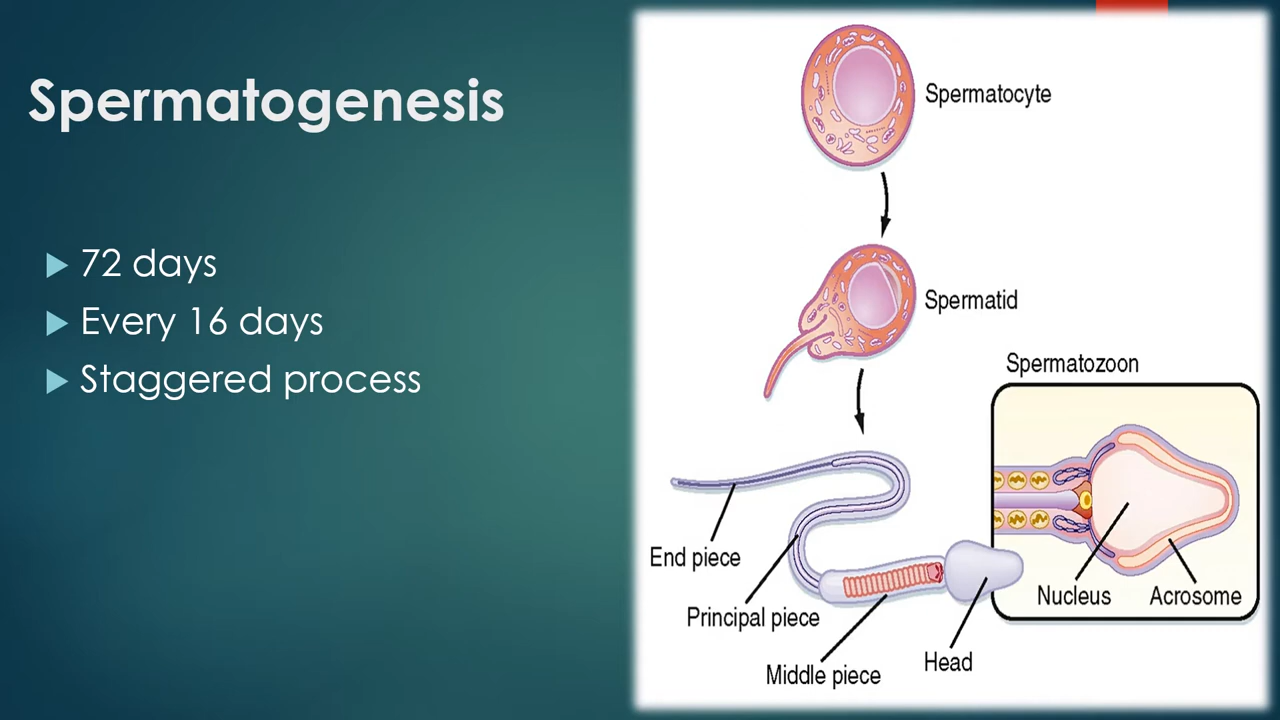 Spermatogenesis
72 days
Every 16 days
Staggered process
Spermatocyte
Spermatid
Spermatozoon
End piece
Principal piece
Middle piece
Head
Nucleus
Acrosome